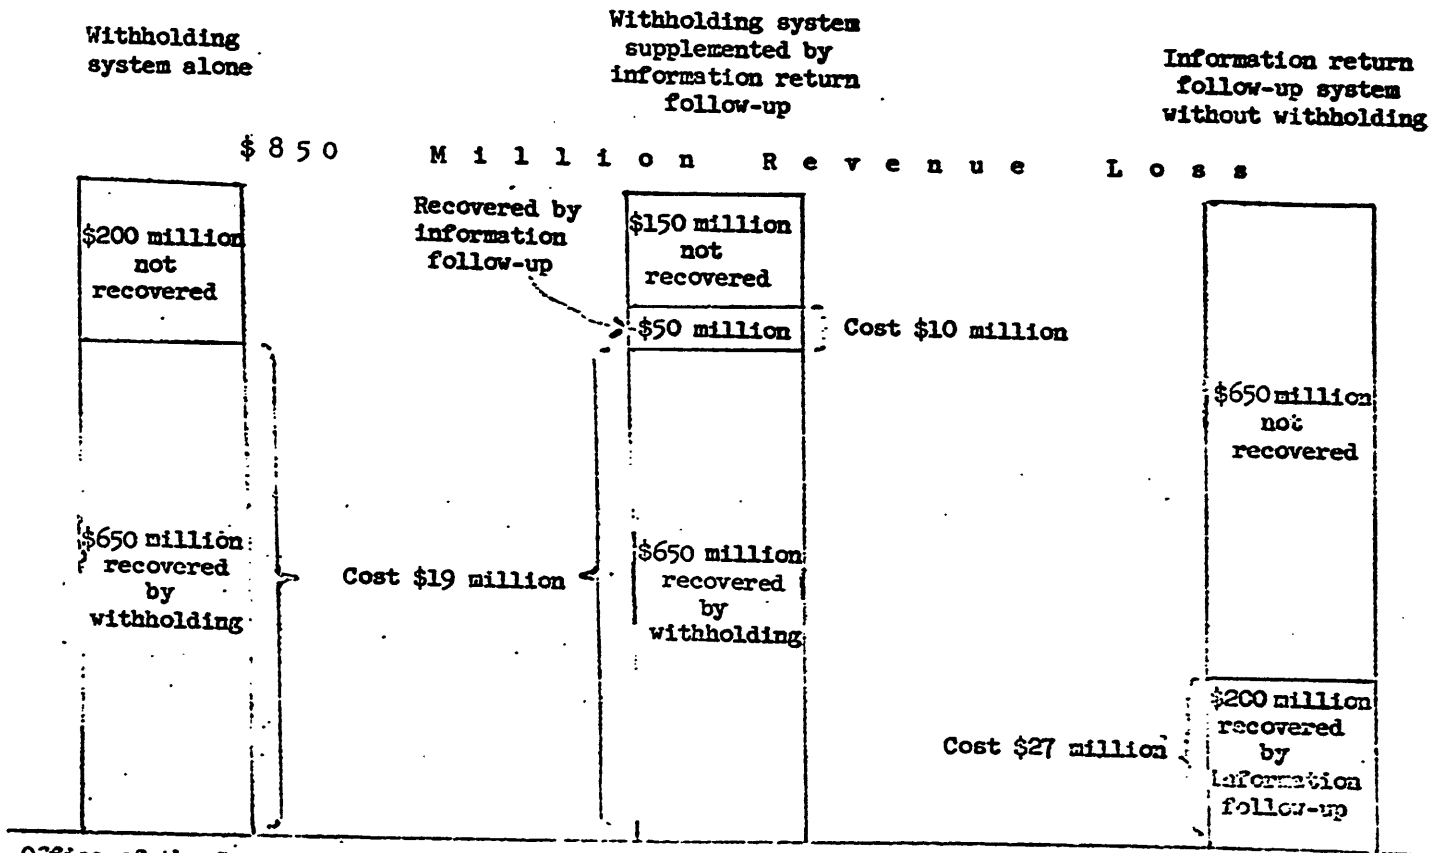 Withholding
system alone
Withholding system
supplemented by
information return
follow-up
Information return
follow-up system
without withholding
$850 Million Revenue Loss
$200 million
not
recovered
$650 million
recovered
by
withholding
Cost $19 million
Recovered by
information
follow-up
$150 million
not
recovered
$50 million
Cost $10 million
$650 million
recovered
by
withholding
$650 million
not
recovered
Cost $27 million
$200 million
recovered
by
Information
follow-up
Office of the